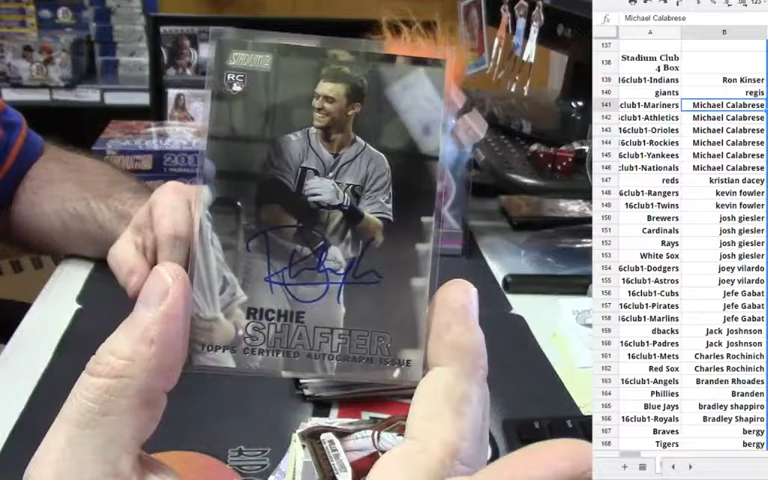 Michael Calabrese
A
B
137
138
Stadium Club
4 Box
139 16club1-Indians Ron Kinser
140 giants regis
141 club1-Mariners Michael Calabrese
142 club1-Athletics Michael Calabrese
143 16club1-Orioles Michael Calabrese
144 16club1-Rockies Michael Calabrese
145 16club1-Yankees Michael Calabrese
146 club1-Nationals Michael Calabrese
147 reds kristian dacey
148 6club1-Rangers kevin fowler
149 16club1-Twins kevin fowler
150 Brewers josh giesler
151 Cardinals josh giesler
152 Rays josh giesler
153 White Sox josh giesler
154 6club1-Dodgers joey vilardo
155 16club1-Astros joey vilardo
156 16club1-Cubs Jefe Gabat
157 16club1-Pirates Jefe Gabat
158 6club1-Marlins Jefe Gabat
159 dbacks Jack Joshnson
160 16club1-Padres Jack Joshnson
161 16club1-Mets Charles Rochinich
162 Red Sox Charles Rochinich
163 16club1-Angels Branden Rhoades
164 Phillies Branden
165 Blue Jays bradley shappiro
166 6club1-Royals Bradley Shapiro
167 Braves bergy
168 Tigers bergy
STADIUM
RC
RAYS
RICHIE
SHAFFER
TOPPS CERTIFIED AUTOGRAPH ISSUE